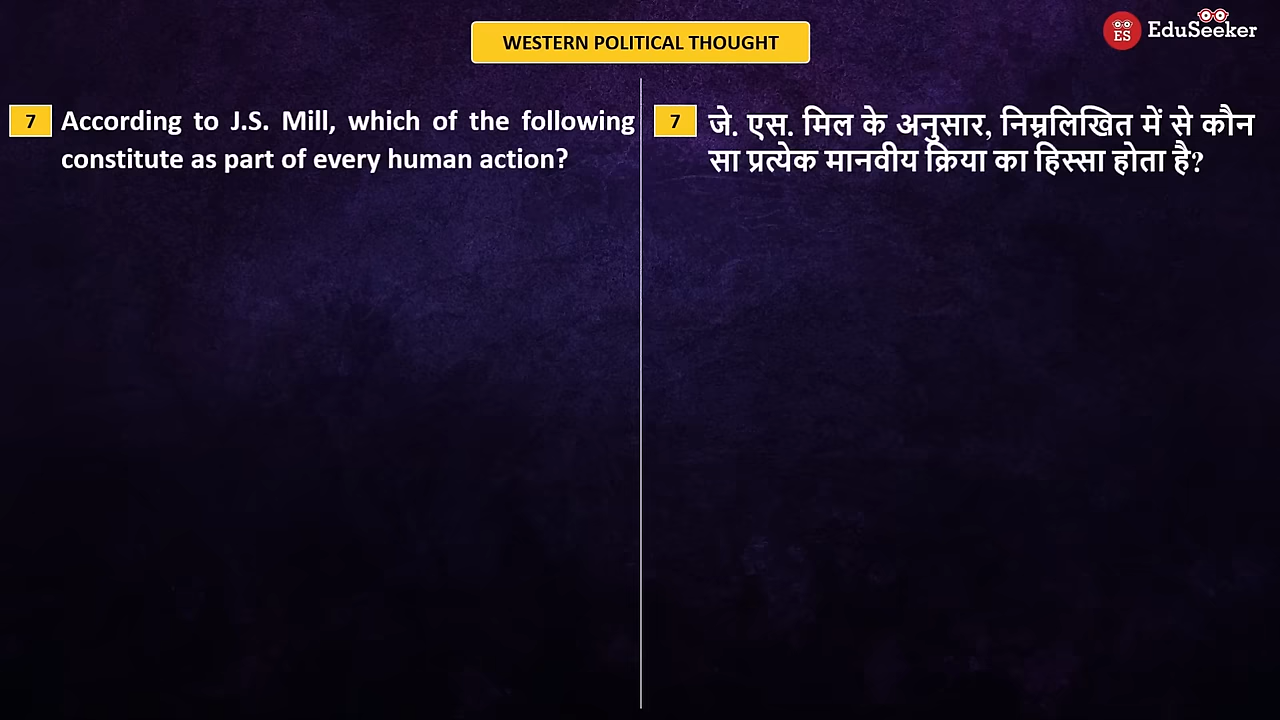 WESTERN POLITICAL THOUGHT
ES
EduSeeker
7
According to J.S. Mill, which of the following
constitute as part of every human action?
7
जे. एस. मिल के अनुसार, निम्नलिखित में से कौन
सा प्रत्येक मानवीय क्रिया का हिस्सा होता है?